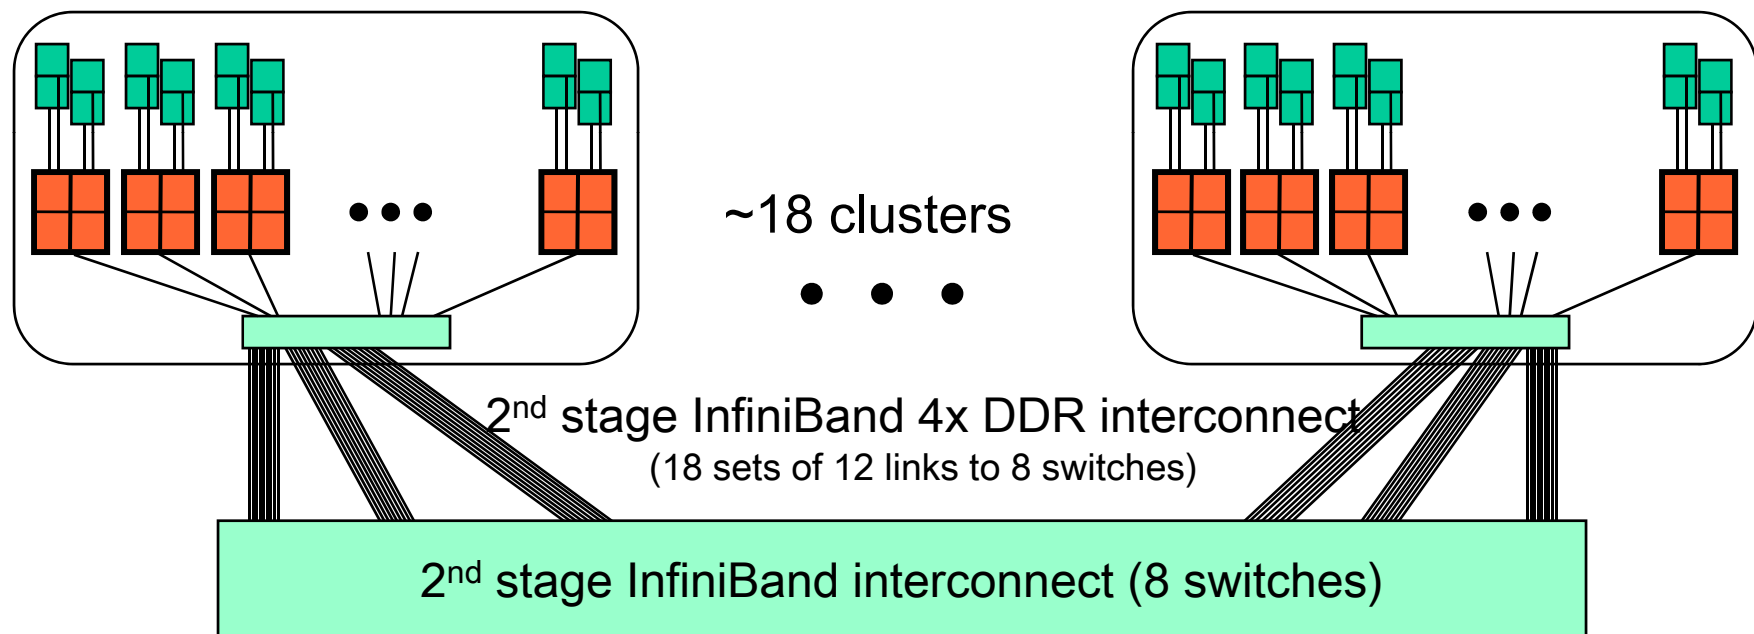 ~18 clusters
2nd stage InfiniBand 4x DDR interconnect
(18 sets of 12 links to 8 switches)
2nd stage InfiniBand interconnect (8 switches)